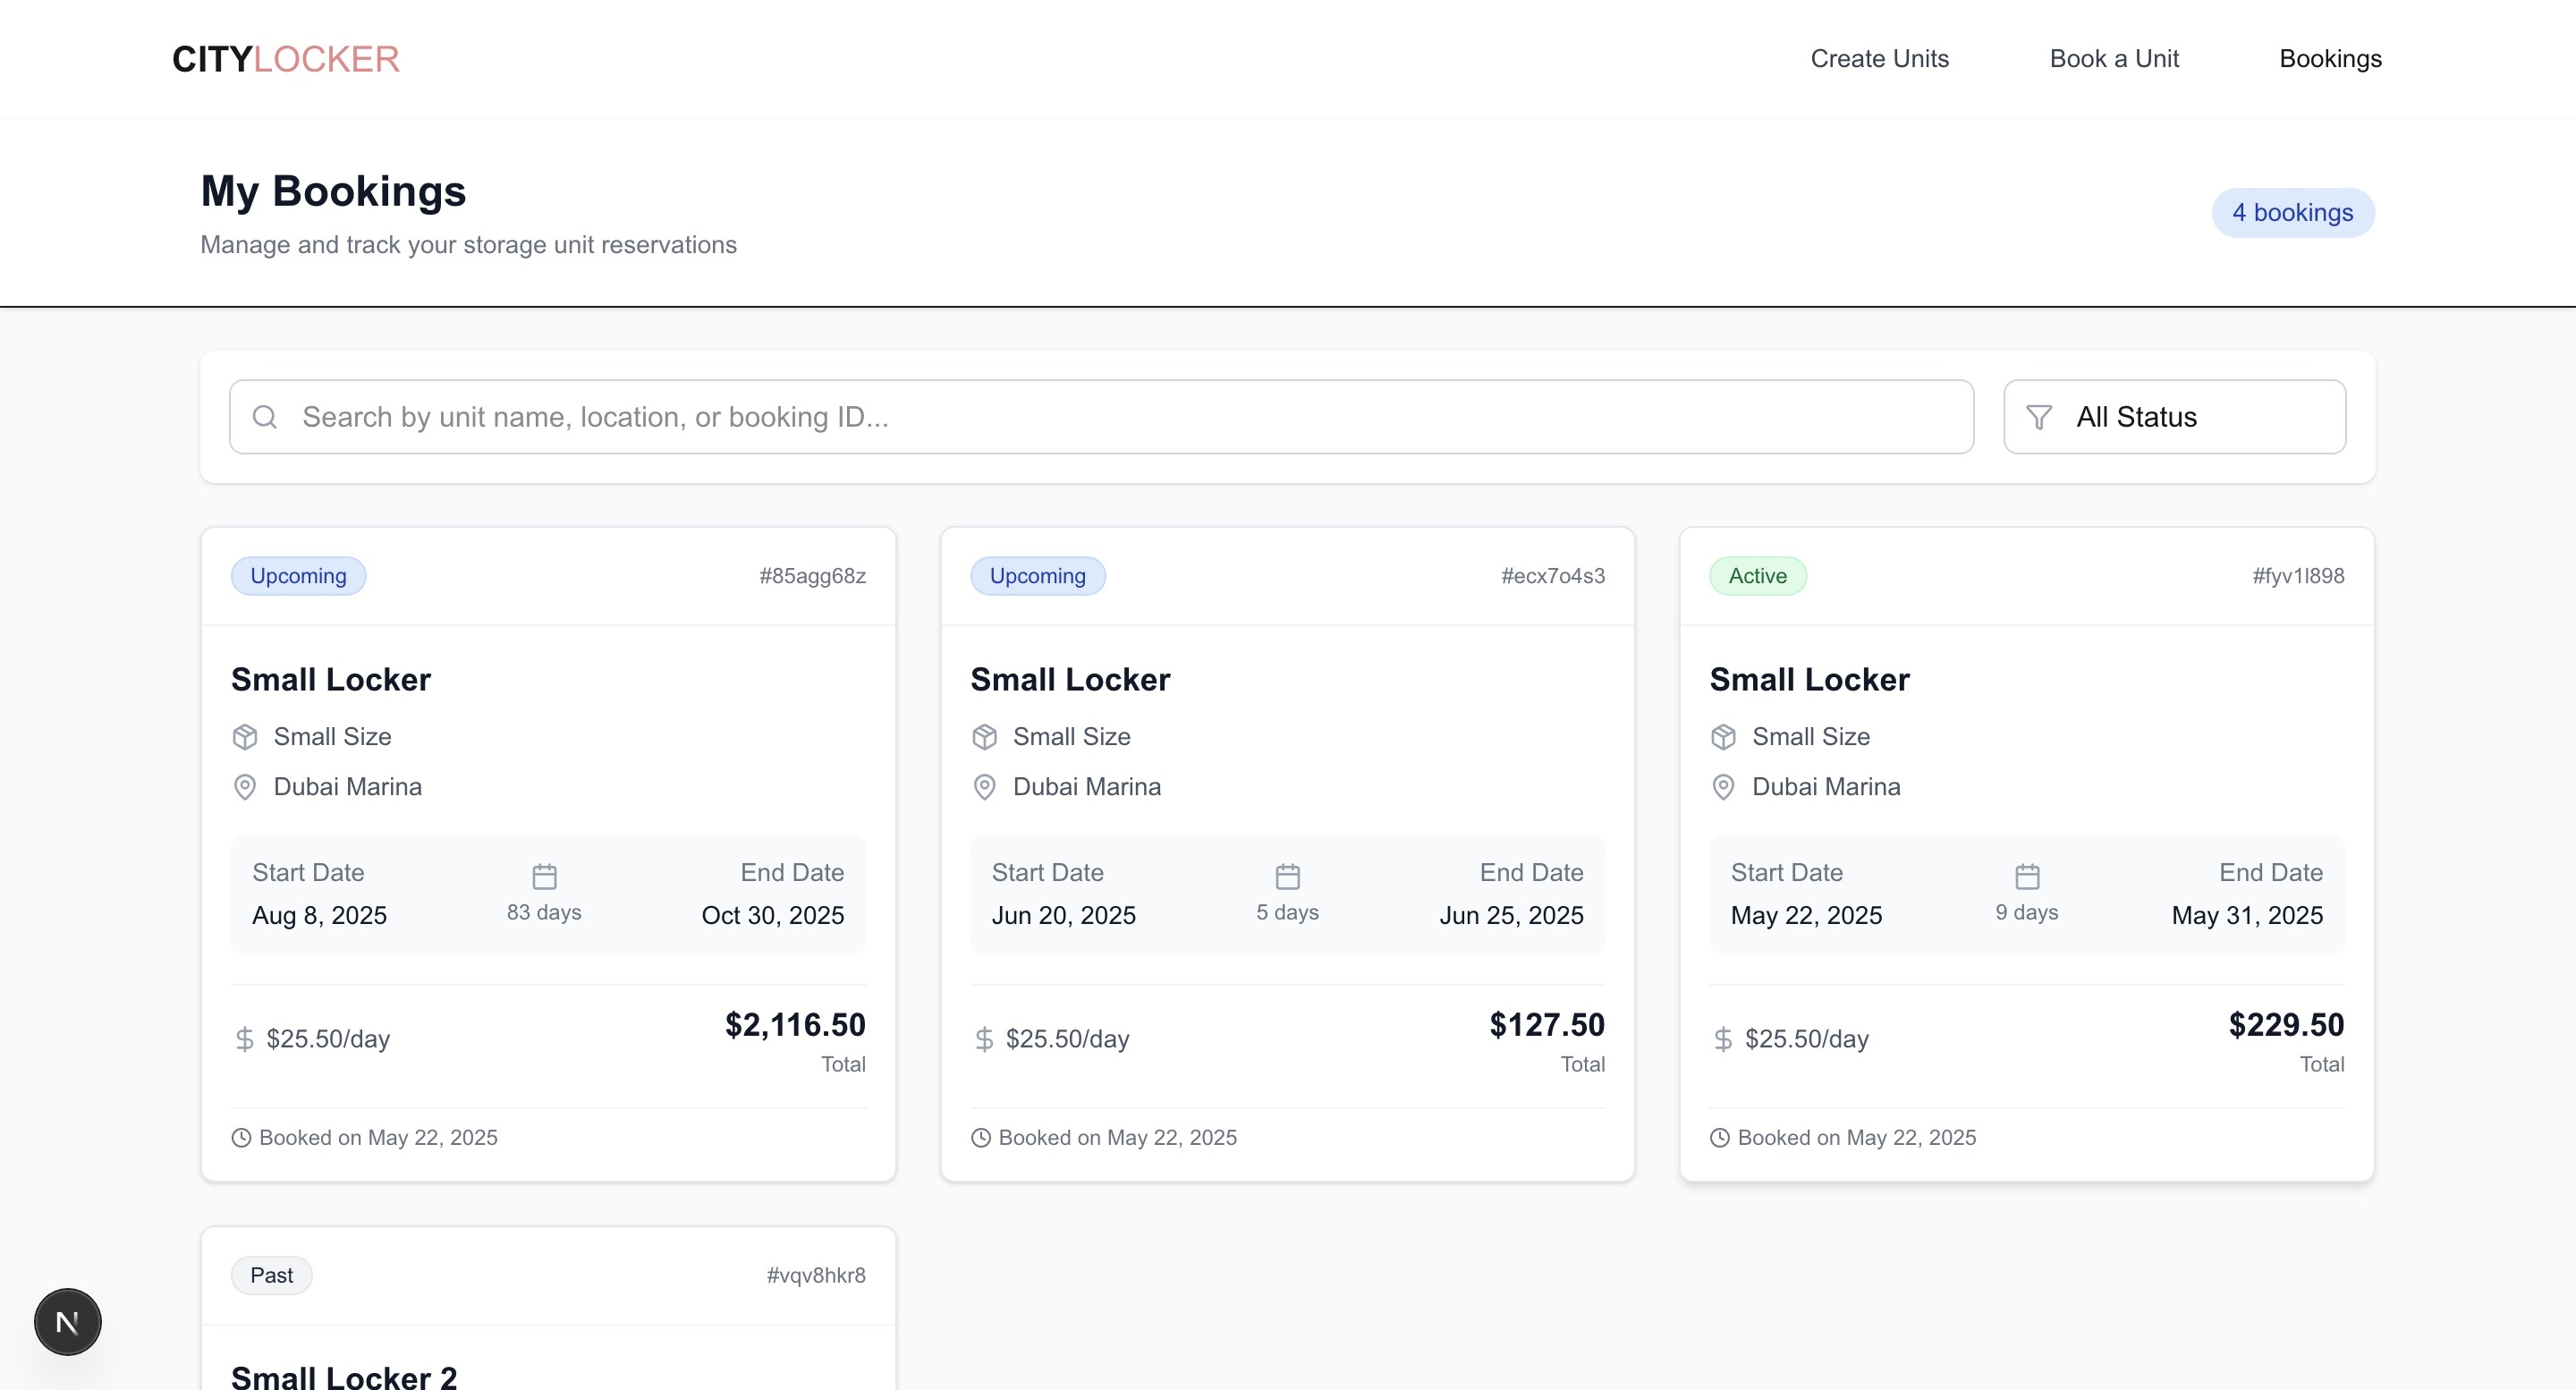 CITYLOCKER
Create Units
Book a Unit
Bookings
My Bookings
Manage and track your storage unit reservations
4 bookings
Search by unit name, location, or booking ID...
All Status
Upcoming
#85agg68z
Small Locker
Small Size
Dubai Marina
Start Date
Aug 8, 2025
83 days
End Date
Oct 30, 2025
$25.50/day
$2,116.50
Total
Booked on May 22, 2025
Upcoming
#ecx7o4s3
Small Locker
Small Size
Dubai Marina
Start Date
Jun 20, 2025
5 days
End Date
Jun 25, 2025
$25.50/day
$127.50
Total
Booked on May 22, 2025
Active
#fyv1l898
Small Locker
Small Size
Dubai Marina
Start Date
May 22, 2025
9 days
End Date
May 31, 2025
$25.50/day
$229.50
Total
Booked on May 22, 2025
Past
#vqv8hkr8
Small Locker 2
N